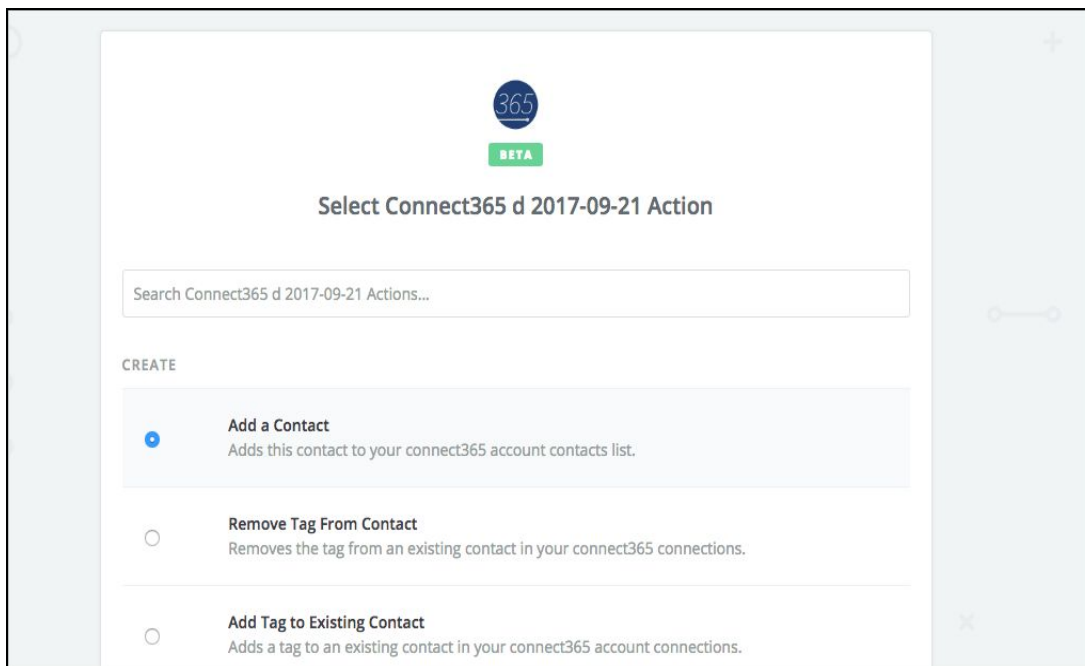 365
BETA
Select Connect365 d 2017-09-21 Action
Search Connect365 d 2017-09-21 Actions...
CREATE
Add a Contact
Adds this contact to your connect365 account contacts list.
Remove Tag From Contact
Removes the tag from an existing contact in your connect365 connections.
Add Tag to Existing Contact
Adds a tag to an existing contact in your connect365 account connections.